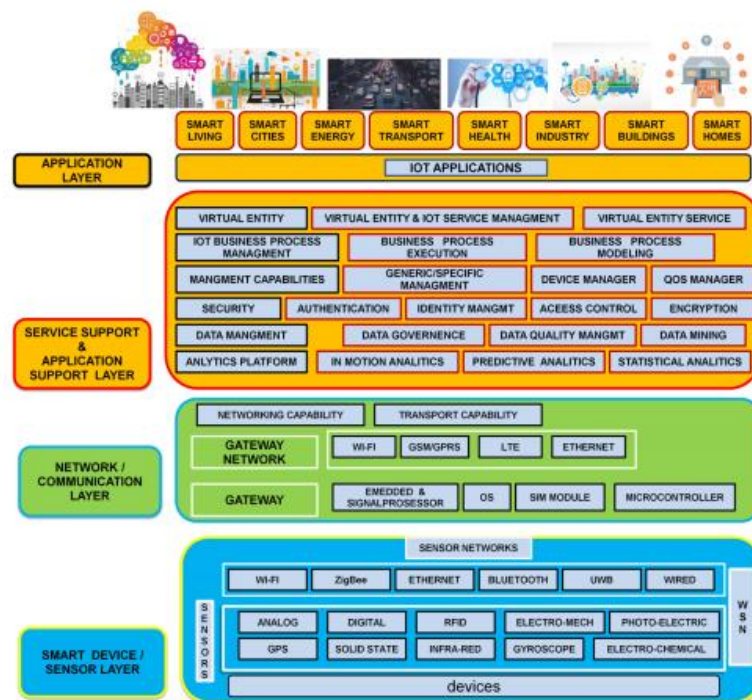 SMART LIVING
SMART CITIES
SMART ENERGY
SMART TRANSPORT
SMART HEALTH
SMART INDUSTRY
SMART BUILDINGS
SMART HOMES
APPLICATION LAYER
IOT APPLICATIONS
VIRTUAL ENTITY
VIRTUAL ENTITY & IOT SERVICE MANAGMENT
VIRTUAL ENTITY SERVICE
IOT BUSINESS PROCESS MANAGMENT
BUSINESS PROCESS EXECUTION
BUSINESS PROCESS MODELING
MANGMENT CAPABILITIES
GENERIC/SPECIFIC MANAGMENT
DEVICE MANAGER
QOS MANAGER
SECURITY
AUTHENTICATION
IDENTITY MANGMT
ACEESS CONTROL
ENCRYPTION
SERVICE SUPPORT & APPLICATION SUPPORT LAYER
DATA MANGMENT
DATA GOVERNENCE
DATA QUALITY MANGMT
DATA MINING
ANLYTICS PLATFORM
IN MOTION ANALITICS
PREDICTIVE ANALITICS
STATISTICAL ANALITICS
NETWORKING CAPABILITY
TRANSPORT CAPABILITY
NETWORK / COMMUNICATION LAYER
GATEWAY NETWORK
WI-FI
GSM/GPRS
LTE
ETHERNET
GATEWAY
EMEDDED & SIGNALPROSESSOR
OS
SIM MODULE
MICROCONTROLLER
SENSOR NETWORKS
WI-FI
ZigBee
ETHERNET
BLUETOOTH
UWB
WIRED
WSN
SENSORS
ANALOG
DIGITAL
RFID
ELECTRO-MECH
PHOTO-ELECTRIC
SMART DEVICE / SENSOR LAYER
GPS
SOLID STATE
INFRA-RED
GYROSCOPE
ELECTRO-CHEMICAL
devices